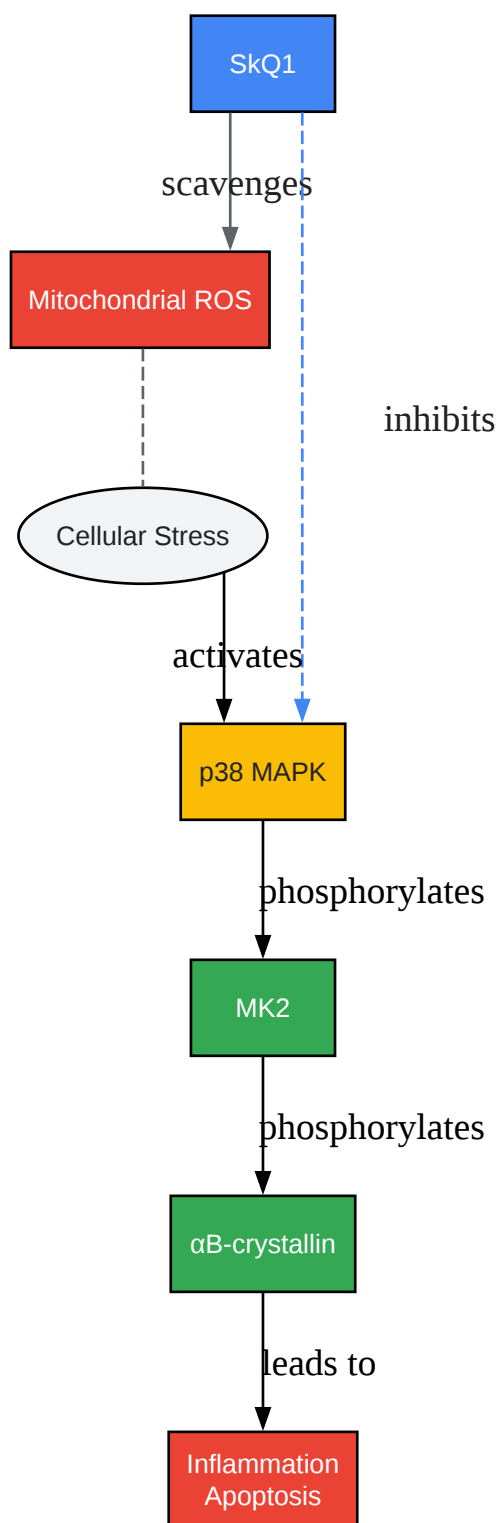 SkQ1
scavenges
Mitochondrial ROS
inhibits
Cellular Stress
activates
p38 MAPK
phosphorylates
MK2
phosphorylates
αB-crystallin
leads to
Inflammation
Apoptosis